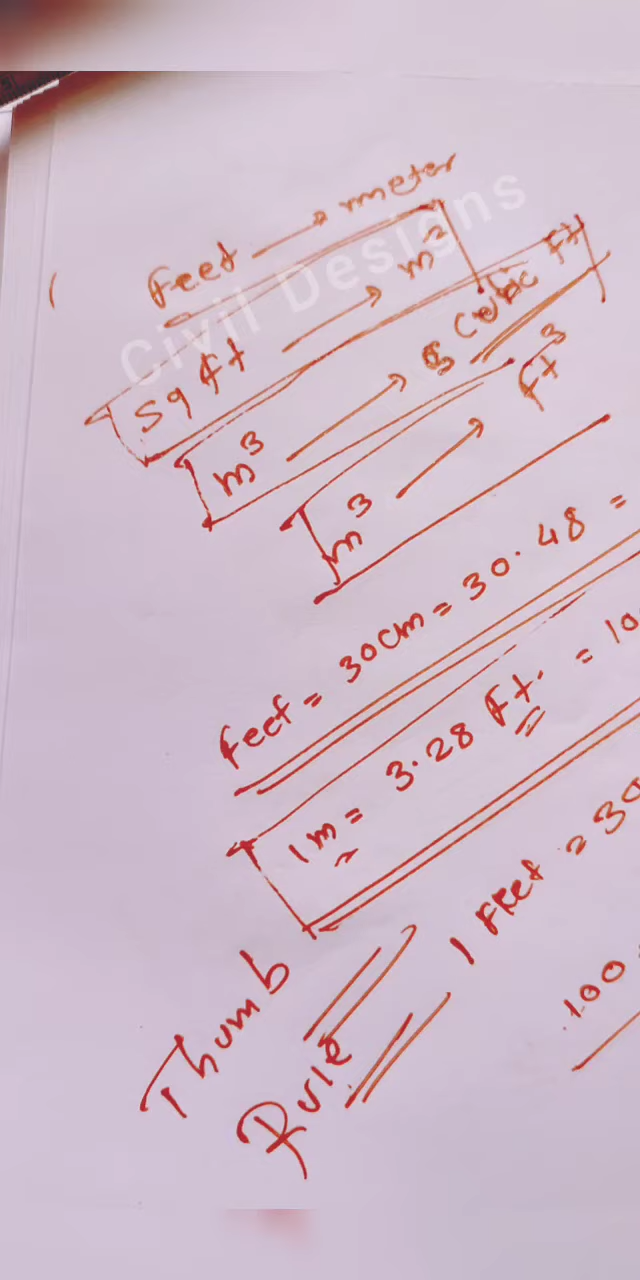 Feet → meter
Civil Designs
Sq ft → m²
m³ → Cubic ft
m³ → ft³
feet = 30cm = 30.48 =
1m = 3.28 Ft. = 10
1 Feet = 30
100
Thumb
Rule